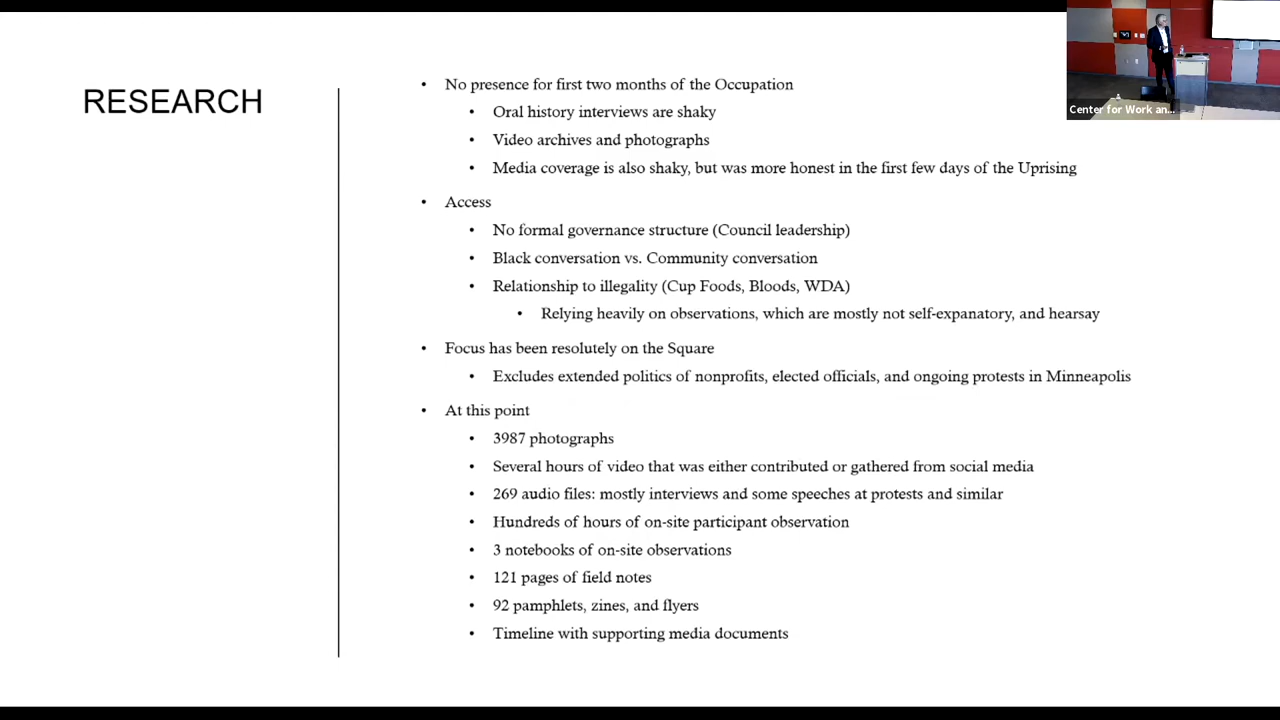 RESEARCH
• No presence for first two months of the Occupation
• Oral history interviews are shaky
• Video archives and photographs
• Media coverage is also shaky, but was more honest in the first few days of the Uprising
• Access
• No formal governance structure (Council leadership)
• Black conversation vs. Community conversation
• Relationship to illegality (Cup Foods, Bloods, WDA)
• Relying heavily on observations, which are mostly not self-expanatory, and hearsay
• Focus has been resolutely on the Square
• Excludes extended politics of nonprofits, elected officials, and ongoing protests in Minneapolis
• At this point
• 3987 photographs
• Several hours of video that was either contributed or gathered from social media
• 269 audio files: mostly interviews and some speeches at protests and similar
• Hundreds of hours of on-site participant observation
• 3 notebooks of on-site observations
• 121 pages of field notes
• 92 pamphlets, zines, and flyers
• Timeline with supporting media documents
Center for Work an...